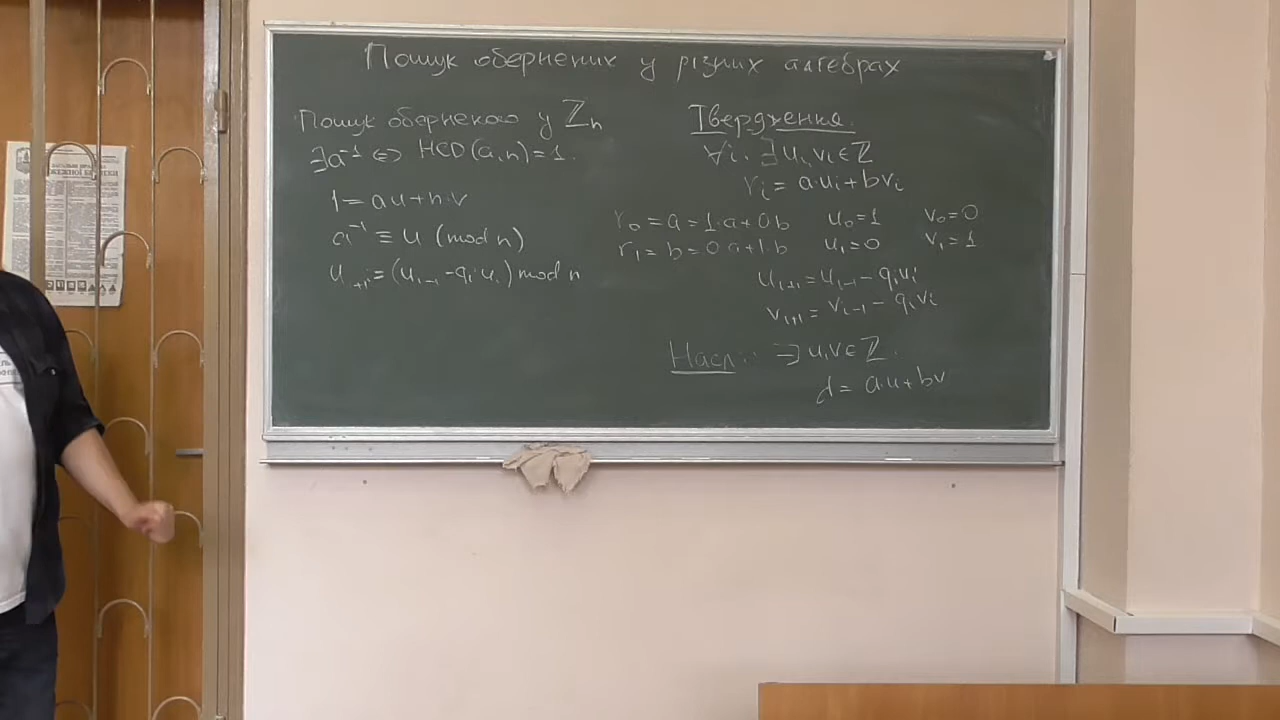 Пошук обернених у різних алгебрах
Пошук оберненого у ℤₙ
∃a⁻¹ ⇔ НСД(a,n)=1.
1=au+n·v
a⁻¹ ≡ u (mod n)
uᵢ₊₁=(uᵢ₋₁-qᵢuᵢ) mod n
Твердження.
∀i: ∃uᵢ,vᵢ∈ℤ
rᵢ=a·uᵢ+bvᵢ
r₀=a=1·a+0·b u₀=1 v₀=0
r₁=b=0·a+1·b u₁=0 v₁=1
uᵢ₊₁=uᵢ₋₁-qᵢuᵢ
vᵢ₊₁=vᵢ₋₁-qᵢvᵢ
Насл.: ∃u,v∈ℤ.
d=a·u+bv